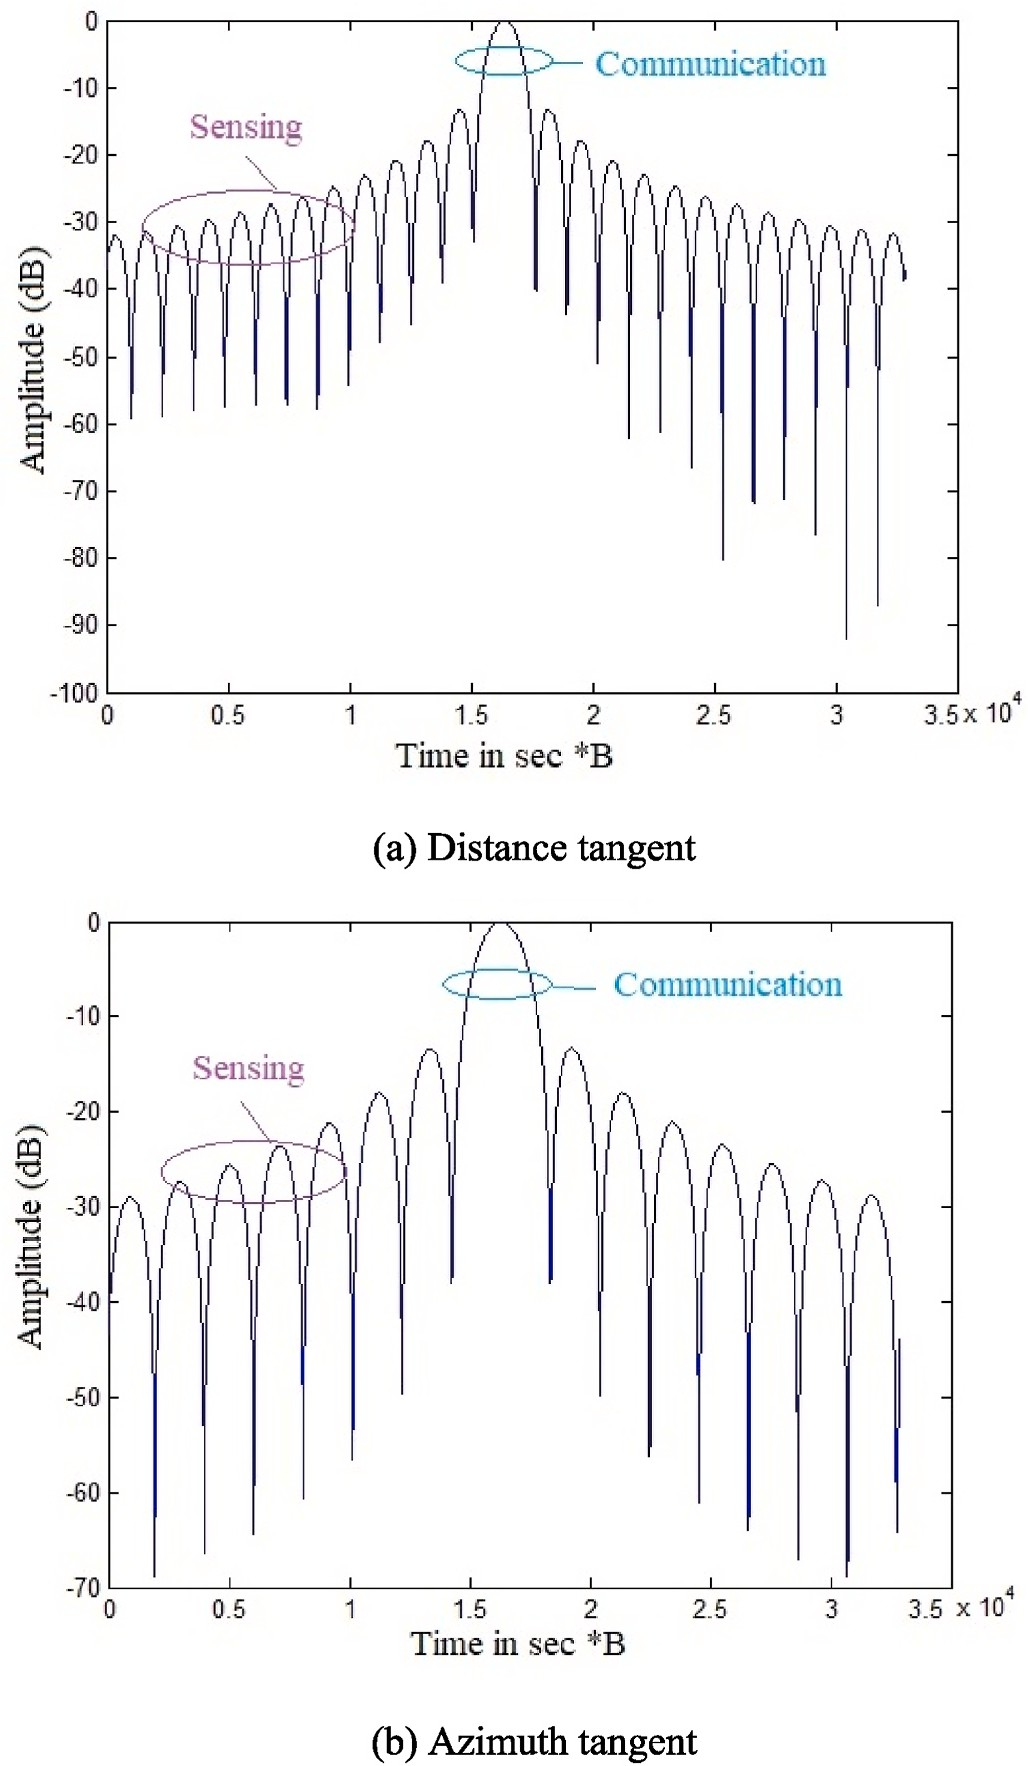 0
-10
-20
-30
-40
-50
-60
-70
-80
-90
-100
Amplitude (dB)
Communication
Sensing
0 0.5 1 1.5 2 2.5 3 3.5 x 10^4
Time in sec *B
(a) Distance tangent
0
-10
-20
-30
-40
-50
-60
-70
Amplitude (dB)
Communication
Sensing
0 0.5 1 1.5 2 2.5 3 3.5 x 10^4
Time in sec *B
(b) Azimuth tangent